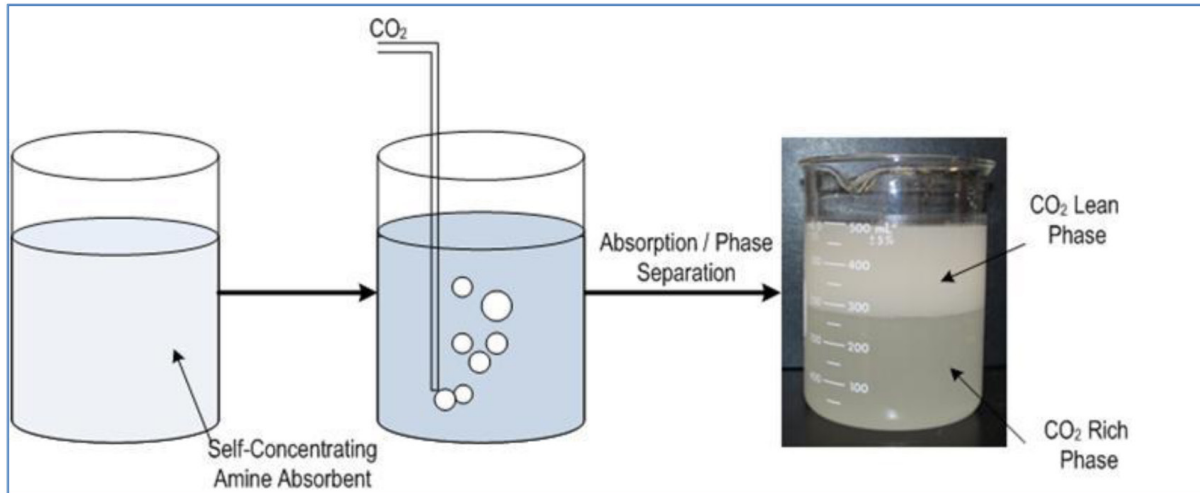 CO₂
Self-Concentrating
Amine Absorbent
Absorption / Phase
Separation
500 mL
±5%
400
300
200
100
CO₂ Lean
Phase
CO₂ Rich
Phase